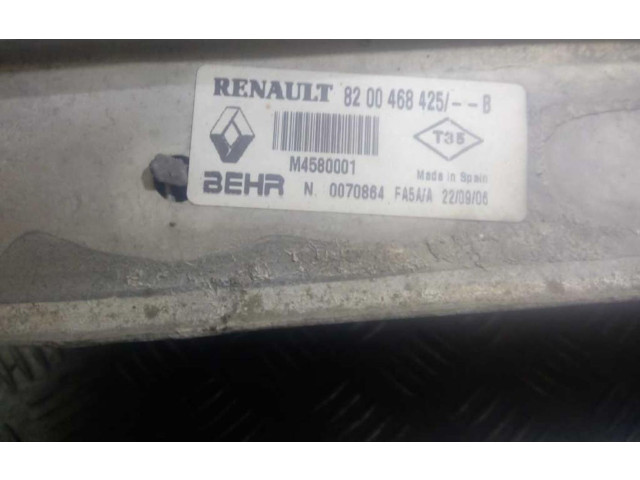 RENAULT 82 00 468 425/--B
T35
M4580001
Made in Spain
BEHR N. 0070864 FA5A/A 22/09/06